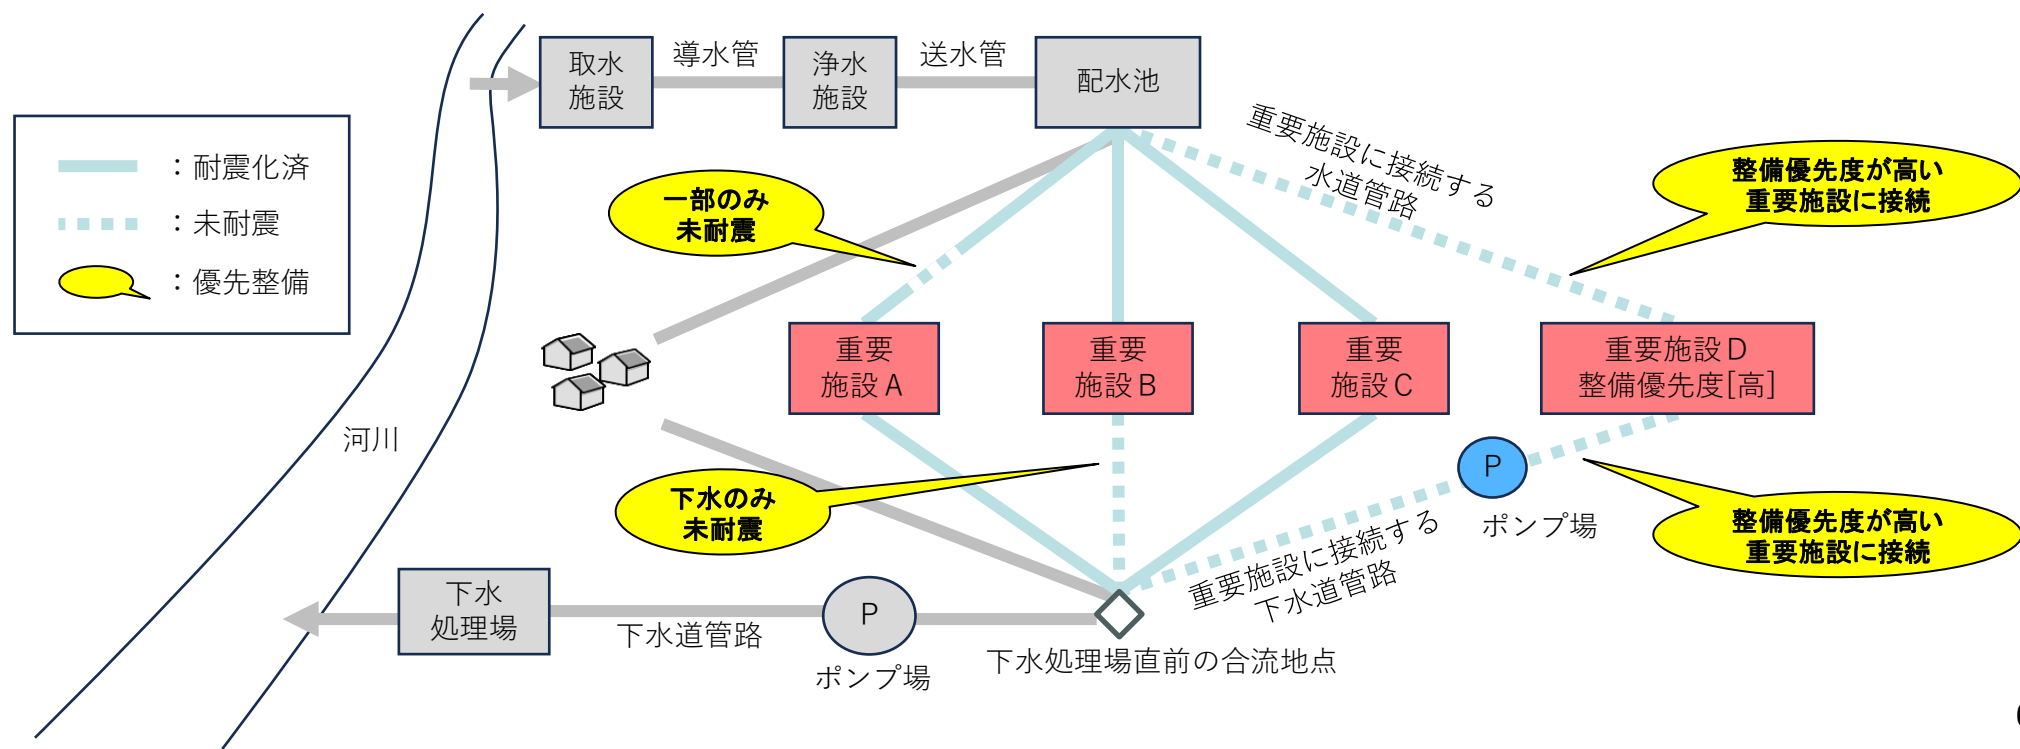 取水
施設
導水管
浄水
施設
送水管
配水池
：耐震化済
：未耐震
：優先整備
重要施設に接続する
水道管路
整備優先度が高い
重要施設に接続
一部のみ
未耐震
重要
施設A
重要
施設B
重要
施設C
重要施設D
整備優先度[高]
河川
P
ポンプ場
下水のみ
未耐震
整備優先度が高い
重要施設に接続
重要施設に接続する
下水道管路
下水
処理場
下水道管路
P
ポンプ場
下水処理場直前の合流地点